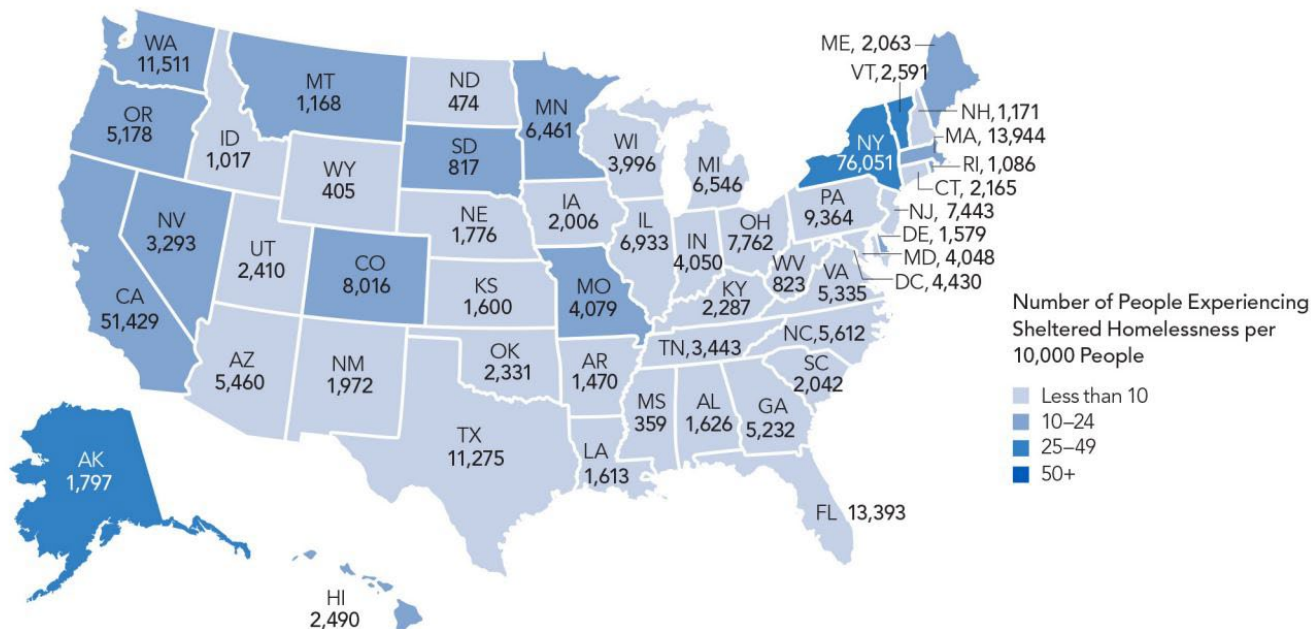 WA
11,511
OR
5,178
CA
51,429
NV
3,293
ID
1,017
MT
1,168
WY
405
UT
2,410
AZ
5,460
CO
8,016
NM
1,972
ND
474
SD
817
NE
1,776
KS
1,600
OK
2,331
TX
11,275
MN
6,461
IA
2,006
MO
4,079
AR
1,470
LA
1,613
WI
3,996
IL
6,933
MI
6,546
IN
4,050
OH
7,762
KY
2,287
TN, 3,443
MS
359
AL
1,626
GA
5,232
FL 13,393
SC
2,042
NC, 5,612
VA
5,335
WV
823
PA
9,364
NY
76,051
ME, 2,063
VT, 2,591
NH, 1,171
MA, 13,944
RI, 1,086
CT, 2,165
NJ, 7,443
DE, 1,579
MD, 4,048
DC, 4,430
AK
1,797
HI
2,490
Number of People Experiencing
Sheltered Homelessness per
10,000 People
Less than 10
10–24
25–49
50+